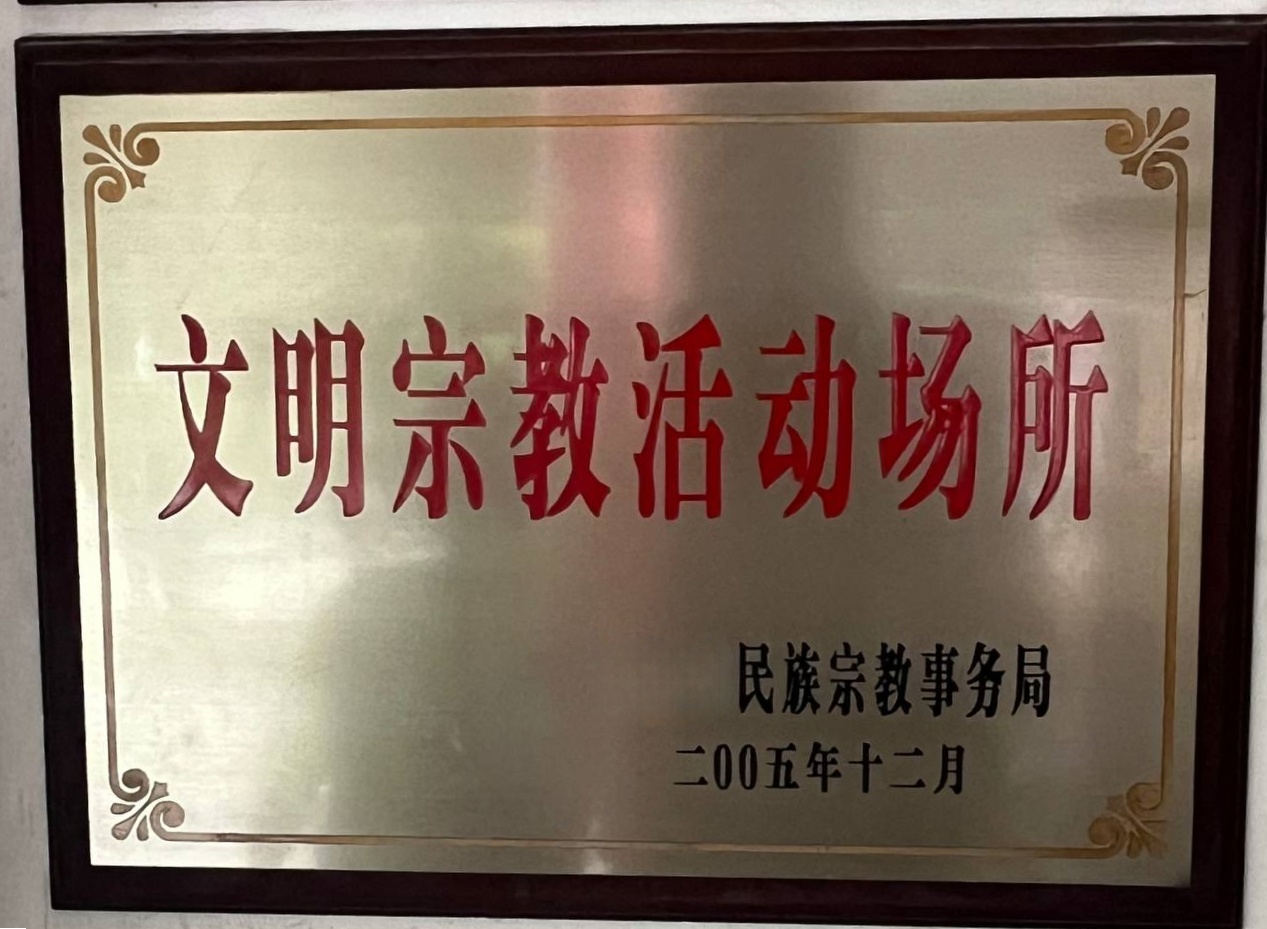 文明宗教活动场所
民族宗教事务局
二00五年十二月